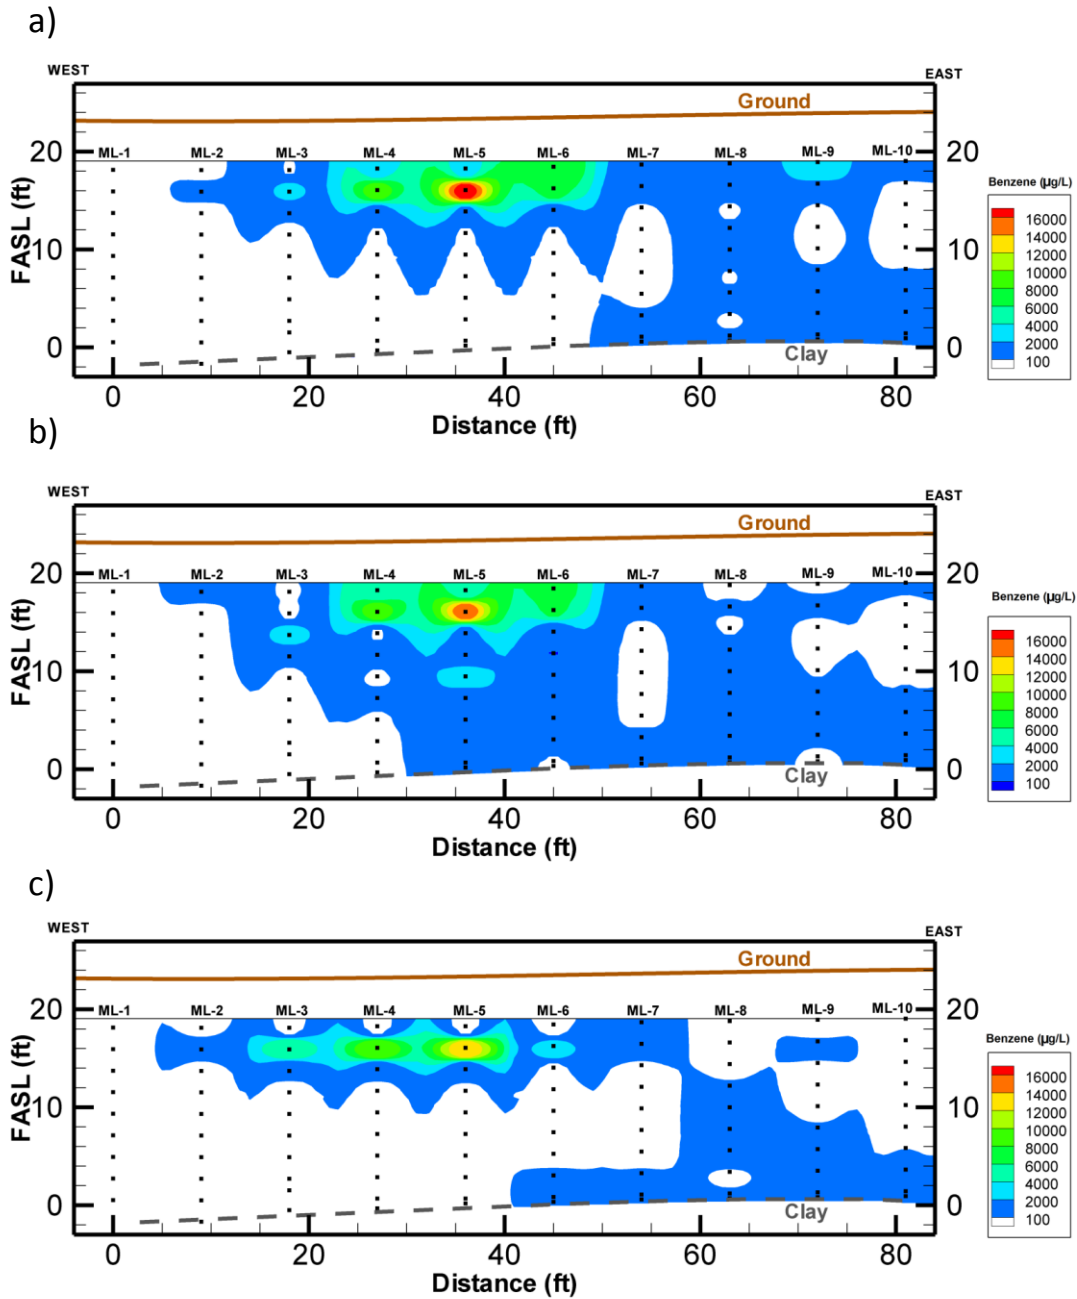 a)
WEST
EAST
Ground
20
ML-1 ML-2 ML-3 ML-4 ML-5 ML-6 ML-7 ML-8 ML-9 ML-10
20
10
10
0
0
FASL (ft)
Clay
0 20 40 60 80
Distance (ft)
Benzene (µg/L)
16000
14000
12000
10000
8000
6000
4000
2000
100
b)
WEST
EAST
Ground
20
ML-1 ML-2 ML-3 ML-4 ML-5 ML-6 ML-7 ML-8 ML-9 ML-10
20
10
10
0
0
FASL (ft)
Clay
0 20 40 60 80
Distance (ft)
Benzene (µg/L)
16000
14000
12000
10000
8000
6000
4000
2000
100
c)
WEST
EAST
Ground
20
ML-1 ML-2 ML-3 ML-4 ML-5 ML-6 ML-7 ML-8 ML-9 ML-10
20
10
10
0
0
FASL (ft)
Clay
0 20 40 60 80
Distance (ft)
Benzene (µg/L)
16000
14000
12000
10000
8000
6000
4000
2000
100